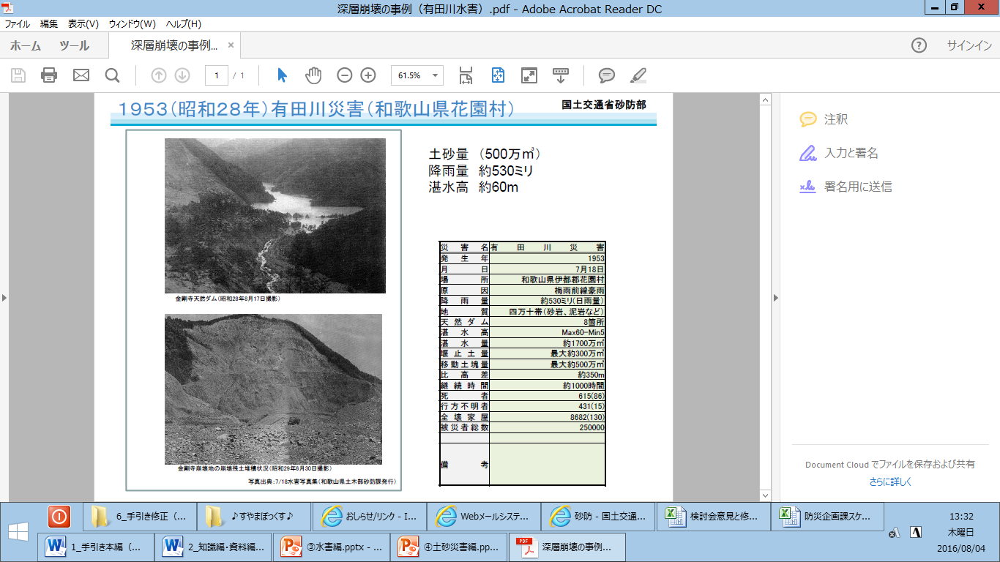 深層崩壊の事例（有田川水害）.pdf - Adobe Acrobat Reader DC
ファイル 編集 表示(V) ウィンドウ(W) ヘルプ(H)
ホーム ツール 深層崩壊の事例... × ? サインイン
1 / 1 61.5%
1953(昭和28年)有田川災害(和歌山県花園村) 国土交通省砂防部
土砂量 （500万㎥）
降雨量 約530ミリ
湛水高 約60m
金剛寺天然ダム(昭和28年8月17日撮影)
金剛寺崩壊地の崩壊残土堆積状況(昭和29年6月30日撮影)
写真出典:7/18水害写真集(和歌山県土木部砂防課発行)
災害名 有田川災害
発生年 1953
月日 7月18日
場所 和歌山県伊都郡花園村
原因 梅雨前線豪雨
降雨量 約530ミリ(日雨量)
地質 四万十帯(砂岩、泥岩など)
天然ダム 8箇所
湛水高 Max60-Min5
湛水量 約1700万㎥
堰止土量 最大約300万㎥
移動土塊量 最大約500万㎥
比高差 約350m
継続時間 約1000時間
死者 615(86)
行方不明者 431(15)
全壊家屋 8682(130)
被災者総数 250000
備考
注釈
入力と署名
署名用に送信
Document Cloud でファイルを保存および共有
さらに詳しく
6_手引き修正（... ♪すやまぼっくす♪ おしらせ/リンク - I... Webメールシステ... 砂防 - 国土交通... 検討会意見と修... 防災企画課スケ...
1_手引き本編（... 2_知識編・資料編... ③水害編.pptx - ... ④土砂災害編.pp... 深層崩壊の事例...
A
13:32
木曜日
2016/08/04